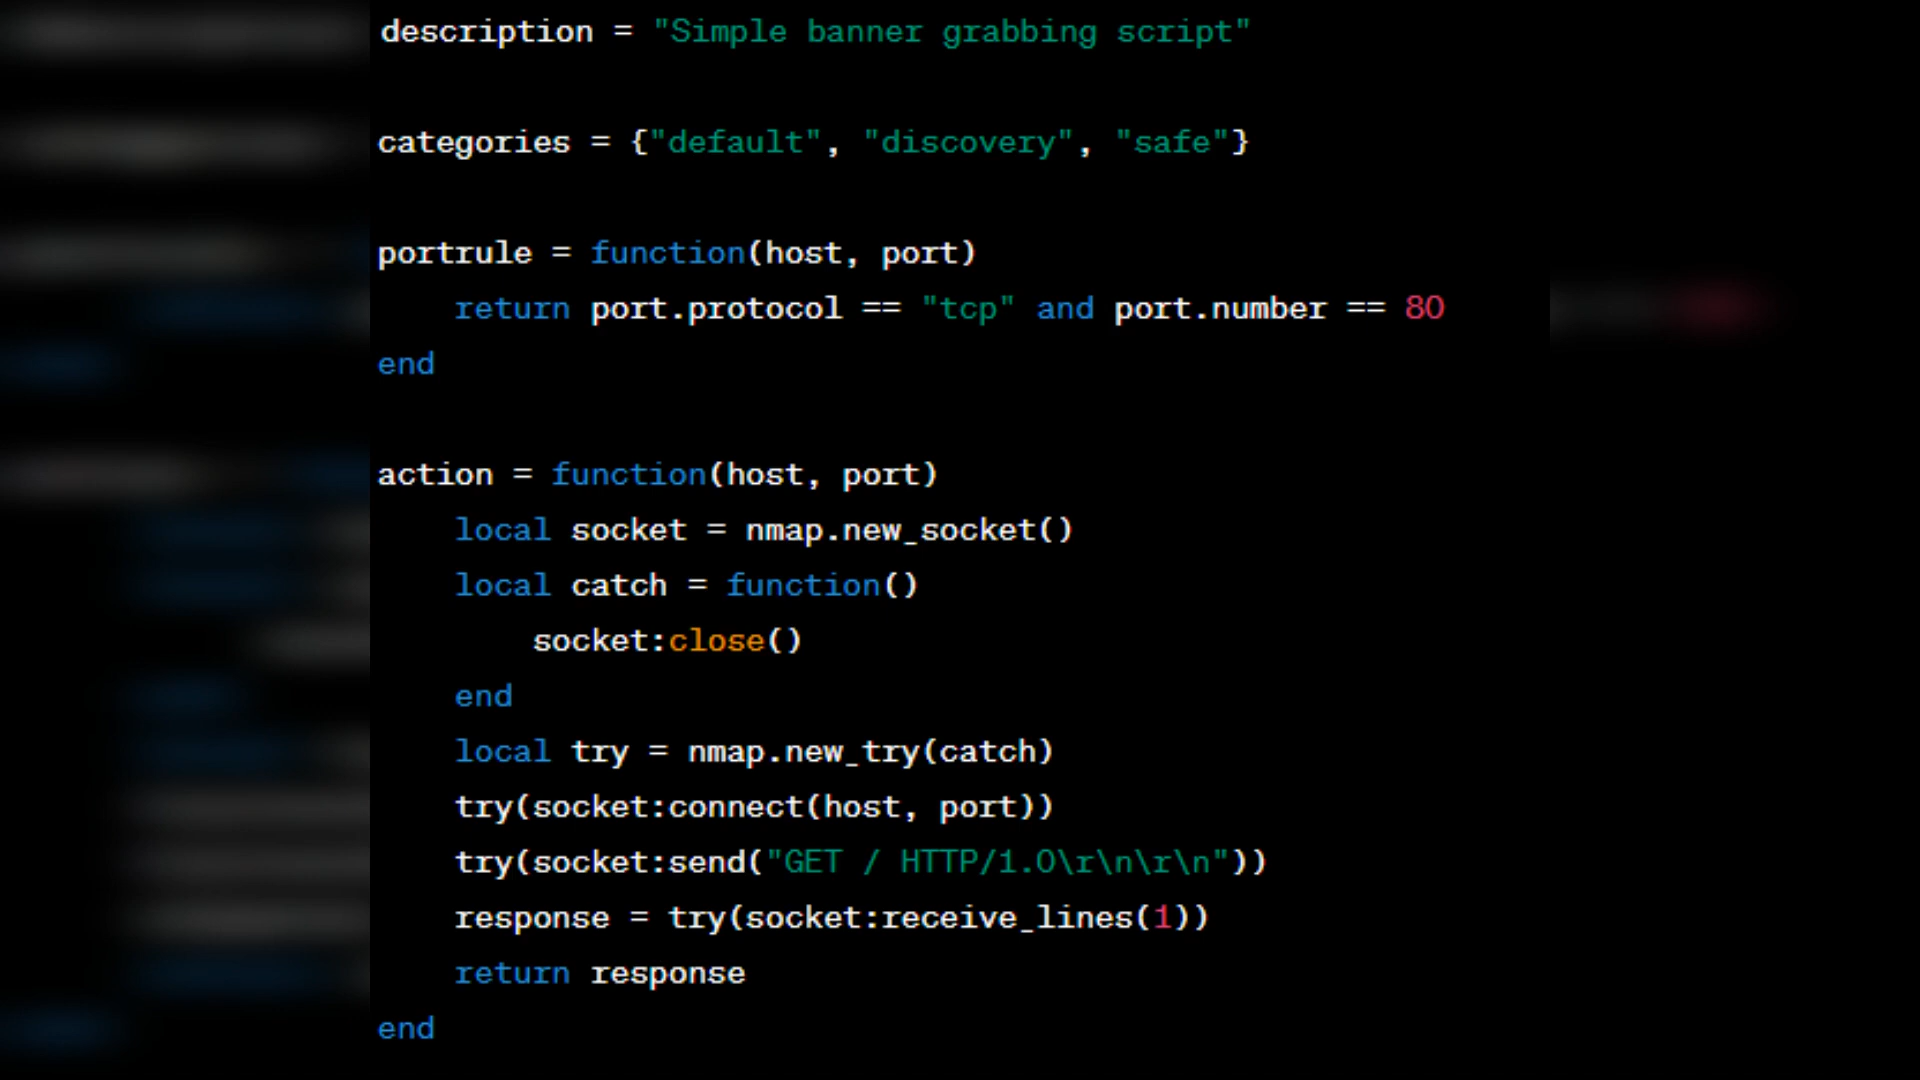 description = "Simple banner grabbing script"
categories = {"default", "discovery", "safe"}
portrule = function(host, port)
    return port.protocol == "tcp" and port.number == 80
end
action = function(host, port)
    local socket = nmap.new_socket()
    local catch = function()
        socket:close()
    end
    local try = nmap.new_try(catch)
    try(socket:connect(host, port))
    try(socket:send("GET / HTTP/1.0\r\n\r\n"))
    response = try(socket:receive_lines(1))
    return response
end